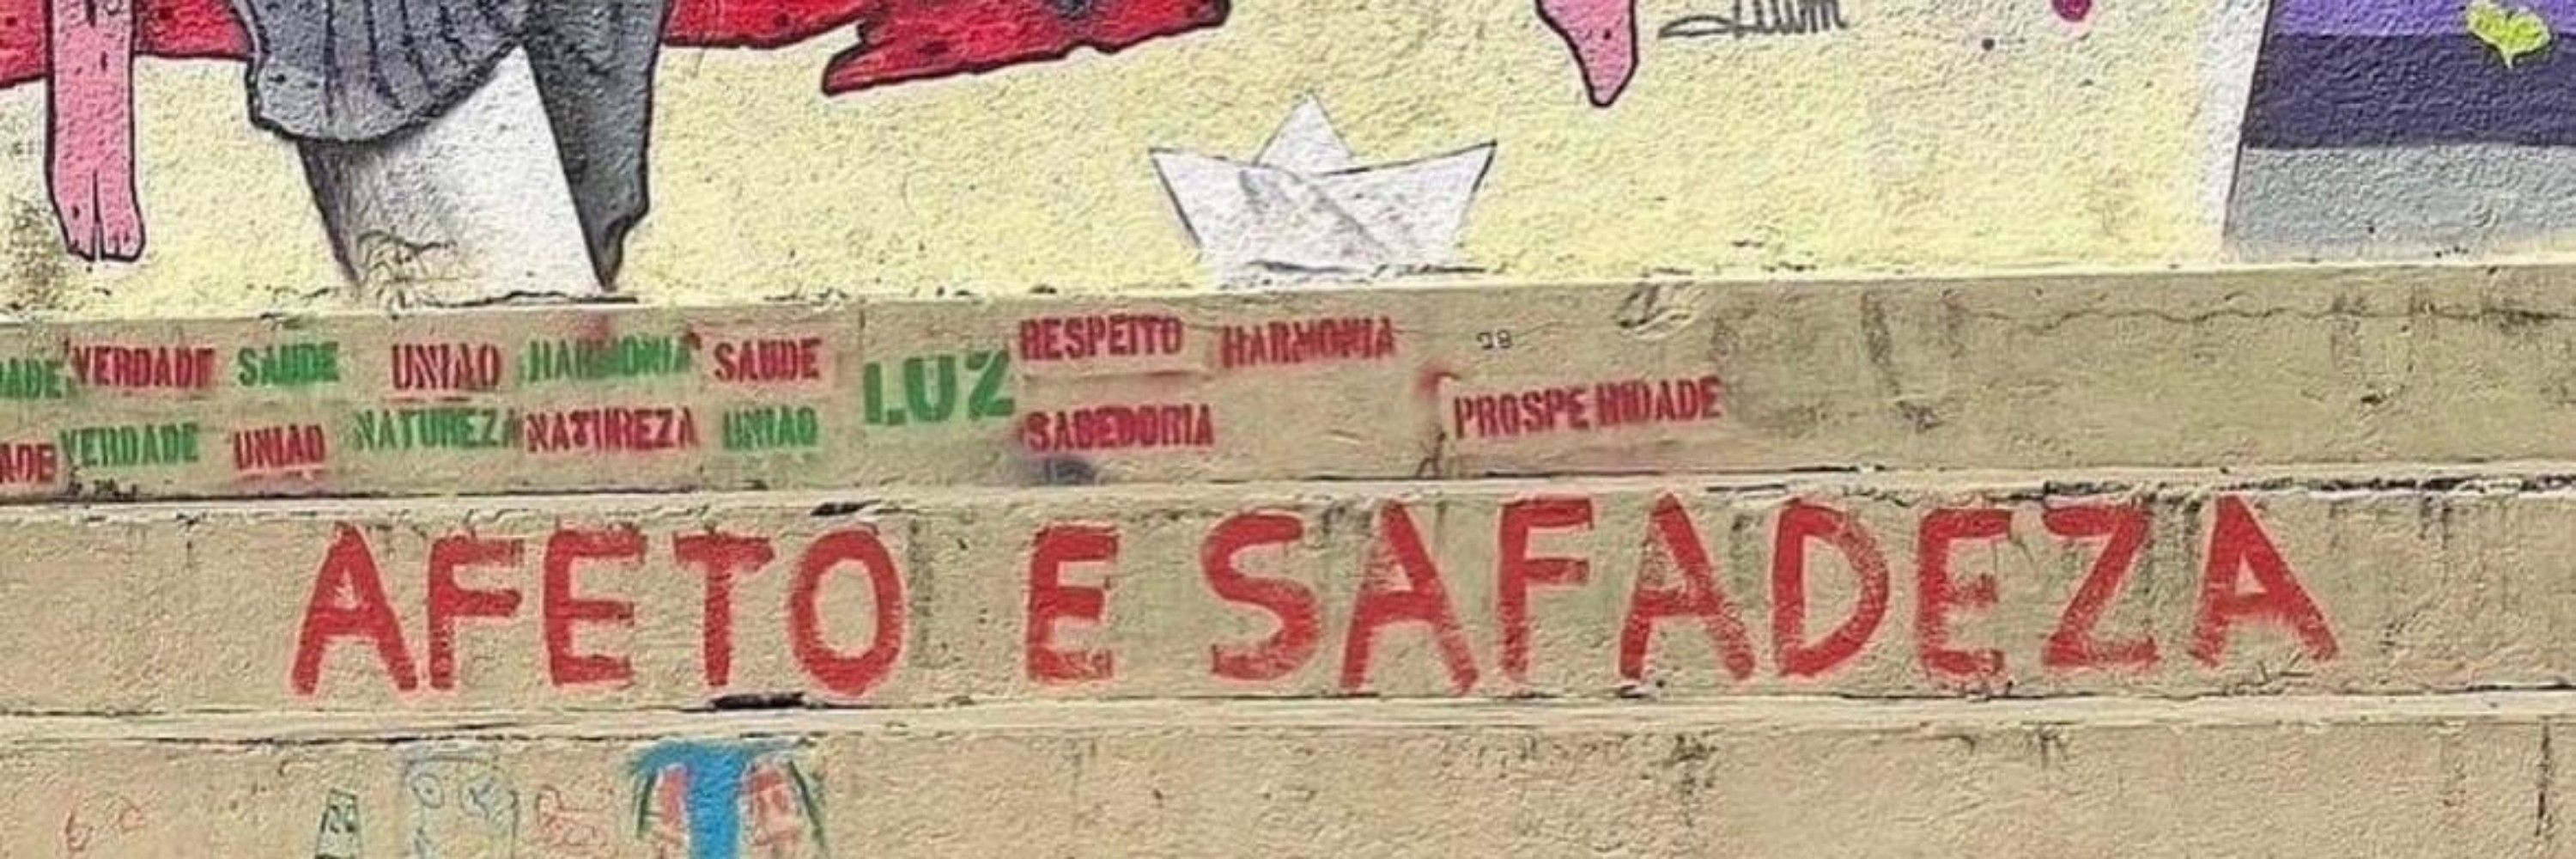 VERDADE SAUDE UNIAO HARMONIA SAUDE LUZ RESPEITO HARMONIA
VERDADE UNIAO NATUREZA NATUREZA UNIAO SABEDORIA PROSPERIDADE
AFETO E SAFADEZA